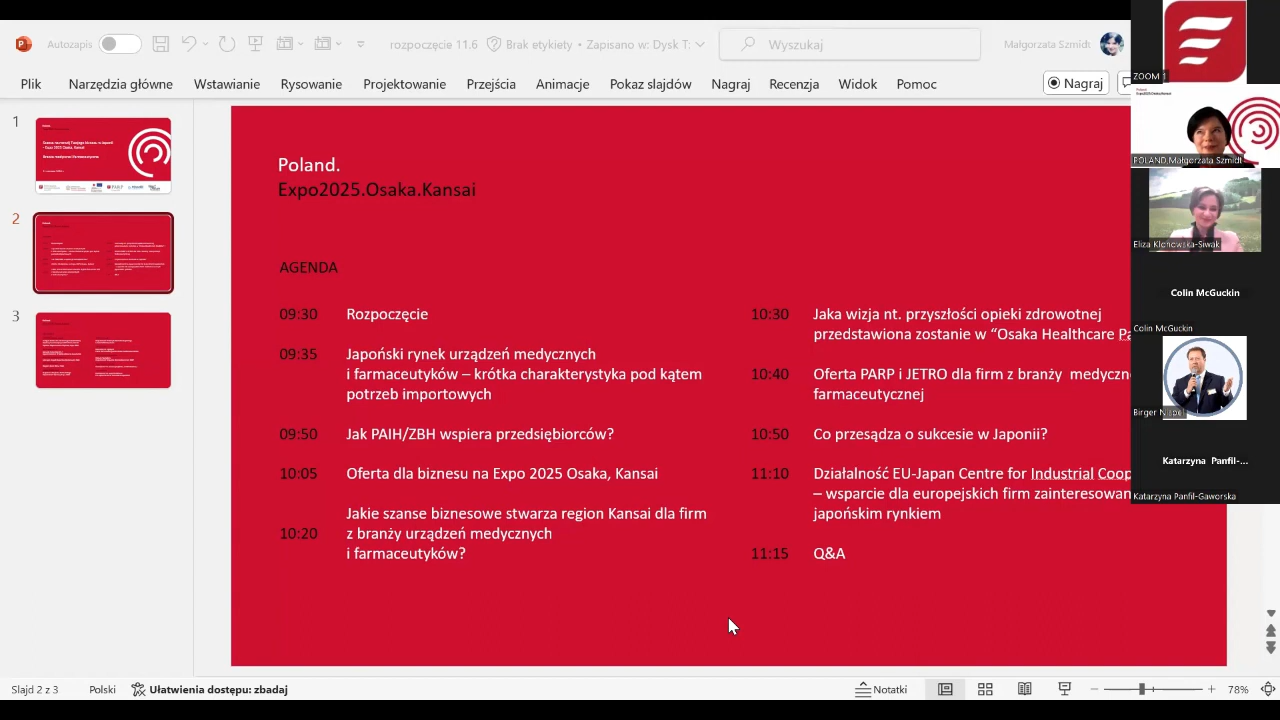 Autozapis
rozpoczęcie 11.6
Brak etykiety • Zapisano w: Dysk T:
Wyszukaj
Małgorzata Szmidt
Plik
Narzędzia główne
Wstawianie
Rysowanie
Projektowanie
Przejścia
Animacje
Pokaz slajdów
Nagraj
Recenzja
Widok
Pomoc
Nagraj
1
2
3
Poland.
Expo2025.Osaka.Kansai
AGENDA
09:30 Rozpoczęcie
09:35 Japoński rynek urządzeń medycznych
i farmaceutyków – krótka charakterystyka pod kątem
potrzeb importowych
09:50 Jak PAIH/ZBH wspiera przedsiębiorców?
10:05 Oferta dla biznesu na Expo 2025 Osaka, Kansai
Jakie szanse biznesowe stwarza region Kansai dla firm
10:20 z branży urządzeń medycznych
i farmaceutyków?
10:30 Jaka wizja nt. przyszłości opieki zdrowotnej
przedstawiona zostanie w “Osaka Healthcare Pa
10:40 Oferta PARP i JETRO dla firm z branży medyczn
farmaceutycznej
10:50 Co przesądza o sukcesie w Japonii?
11:10 Działalność EU-Japan Centre for Industrial Coop
– wsparcie dla europejskich firm zainteresowan
japońskim rynkiem
11:15 Q&A
ZOOM 1
POLAND.Małgorzata Szmidt
Eliza Klonowska-Siwak
Colin McGuckin
Colin McGuckin
Birger
Katarzyna Panfil-...
Katarzyna Panfil-Gaworska
Slajd 2 z 3
Polski
Ułatwienia dostępu: zbadaj
Notatki
78%